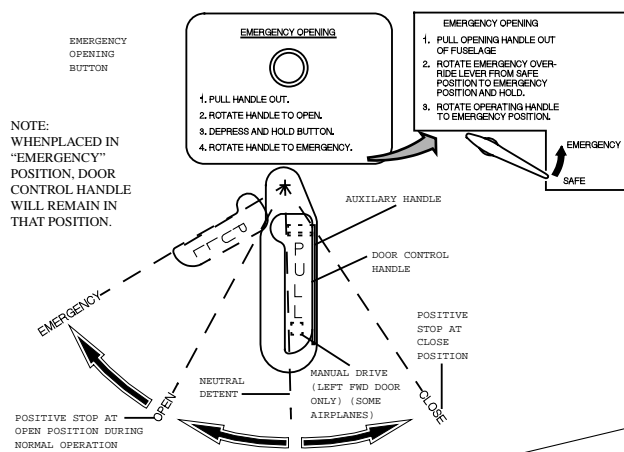 EMERGENCY
OPENING
BUTTON
EMERGENCY OPENING
1. PULL HANDLE OUT.
2. ROTATE HANDLE TO OPEN.
3. DEPRESS AND HOLD BUTTON.
4. ROTATE HANDLE TO EMERGENCY.
EMERGENCY OPENING
1. PULL OPENING HANDLE OUT
OF FUSELAGE
2. ROTATE EMERGENCY OVER-
RIDE LEVER FROM SAFE
POSITION TO EMERGENCY
POSITION AND HOLD.
3. ROTATE OPERATING HANDLE
TO EMERGENCY POSITION.
EMERGENCY
SAFE
NOTE:
WHENPLACED IN
“EMERGENCY”
POSITION, DOOR
CONTROL HANDLE
WILL REMAIN IN
THAT POSITION.
AUXILARY HANDLE
PULL
PULL
DOOR CONTROL
HANDLE
EMERGENCY
POSITIVE
STOP AT
CLOSE
POSITION
NEUTRAL
DETENT
MANUAL DRIVE
(LEFT FWD DOOR
ONLY) (SOME
AIRPLANES)
OPEN
CLOSE
POSITIVE STOP AT
OPEN POSITION DURING
NORMAL OPERATION